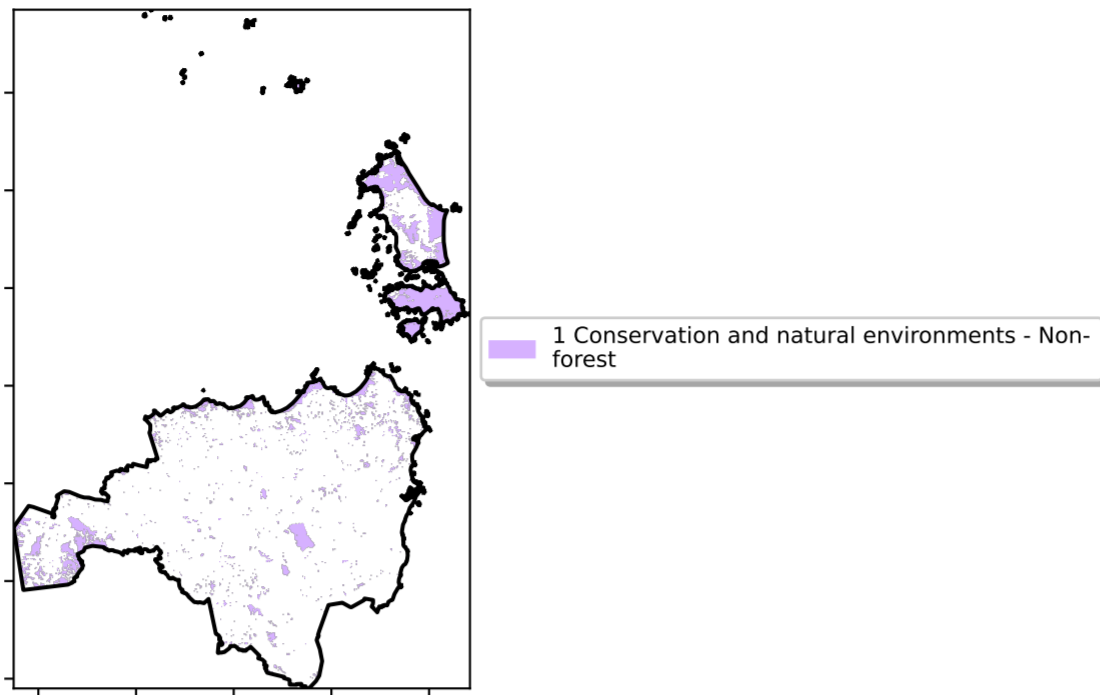 1 Conservation and natural environments - Non-
forest